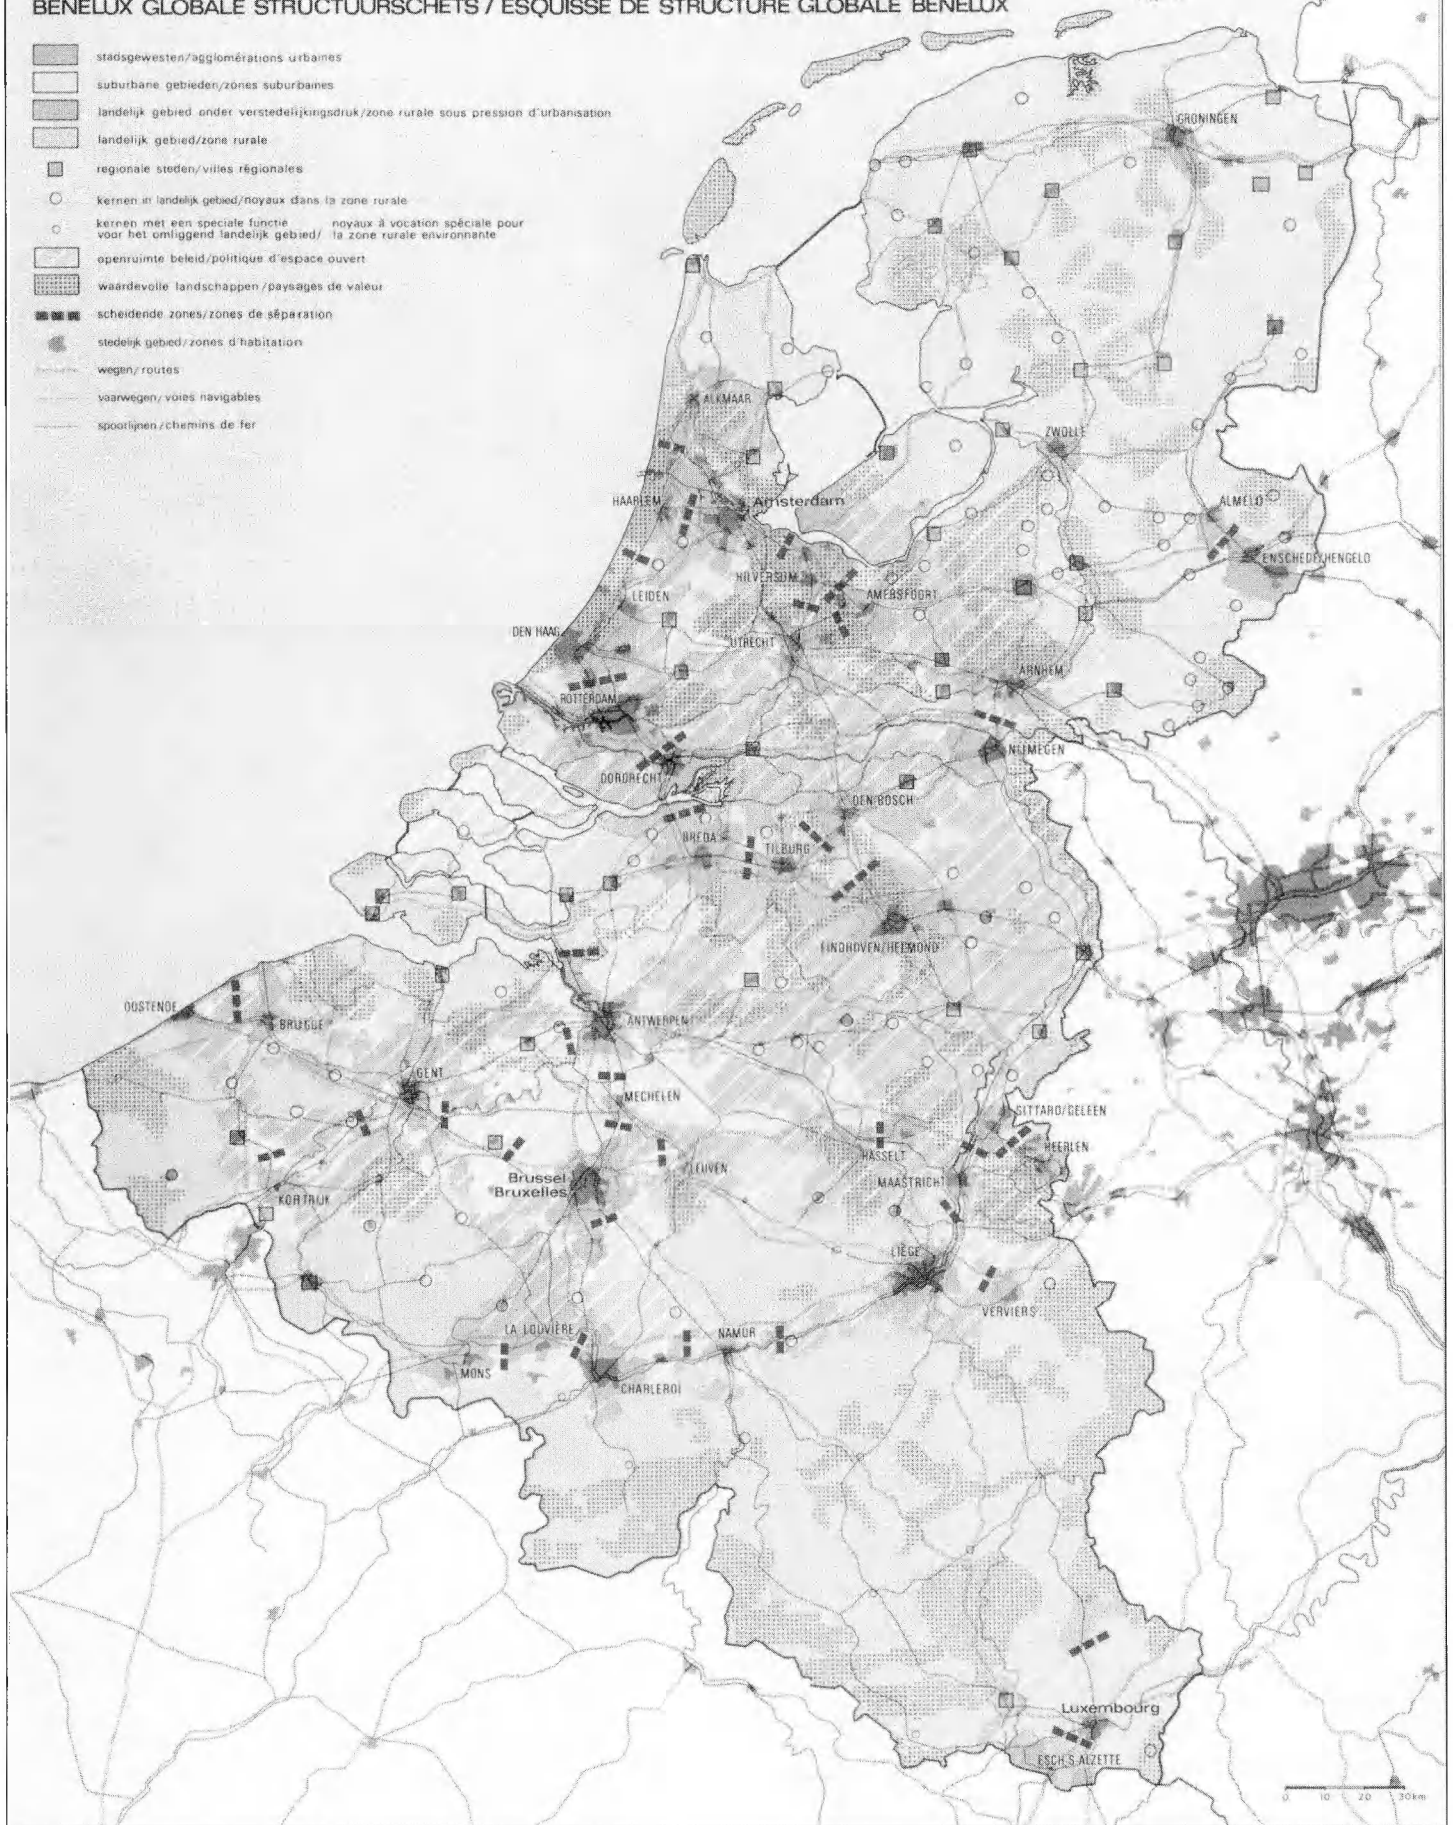 BENELUX GLOBALE STRUCTUURSCHETS / ESQUISSE DE STRUCTURE GLOBALE BENELUX
stadsgewesten/agglomérations urbaines
suburbane gebieden/zones suburbaines
landelijk gebied onder verstedelijkingsdruk/zone rurale sous pression d'urbanisation
landelijk gebied/zone rurale
regionale steden/villes régionales
kernen in landelijk gebied/noyaux dans la zone rurale
kernen met een speciale functie noyaux à vocation spéciale pour
voor het omliggend landelijk gebied/ la zone rurale environnante
openruimte beleid/politique d'espace ouvert
waardevolle landschappen/paysages de valeur
scheidende zones/zones de séparation
stedelijk gebied/zones d'habitation
wegen/routes
vaarwegen/voies navigables
spoorlijnen/chemins de fer
GRONINGEN
ALKMAAR
ZWOLLE
HAARLEM
Amsterdam
ALMELO
ENSCHEDE/HENGELO
HILVERSUM
AMERSFOORT
LEIDEN
DEN HAAG
UTRECHT
ARNHEM
ROTTERDAM
NIJMEGEN
DORDRECHT
DEN BOSCH
BREDA
TILBURG
EINDHOVEN/HELMOND
OOSTENDE
BRUGGE
ANTWERPEN
GENT
MECHELEN
SITTARD/GELEEN
HEERLEN
HASSELT
LEUVEN
Brussel
Bruxelles
MAASTRICHT
KORTRIJK
LIÈGE
VERVIERS
LA LOUVIÈRE
NAMUR
MONS
CHARLEROI
Luxembourg
ESCH S. ALZETTE
0 10 20 30km